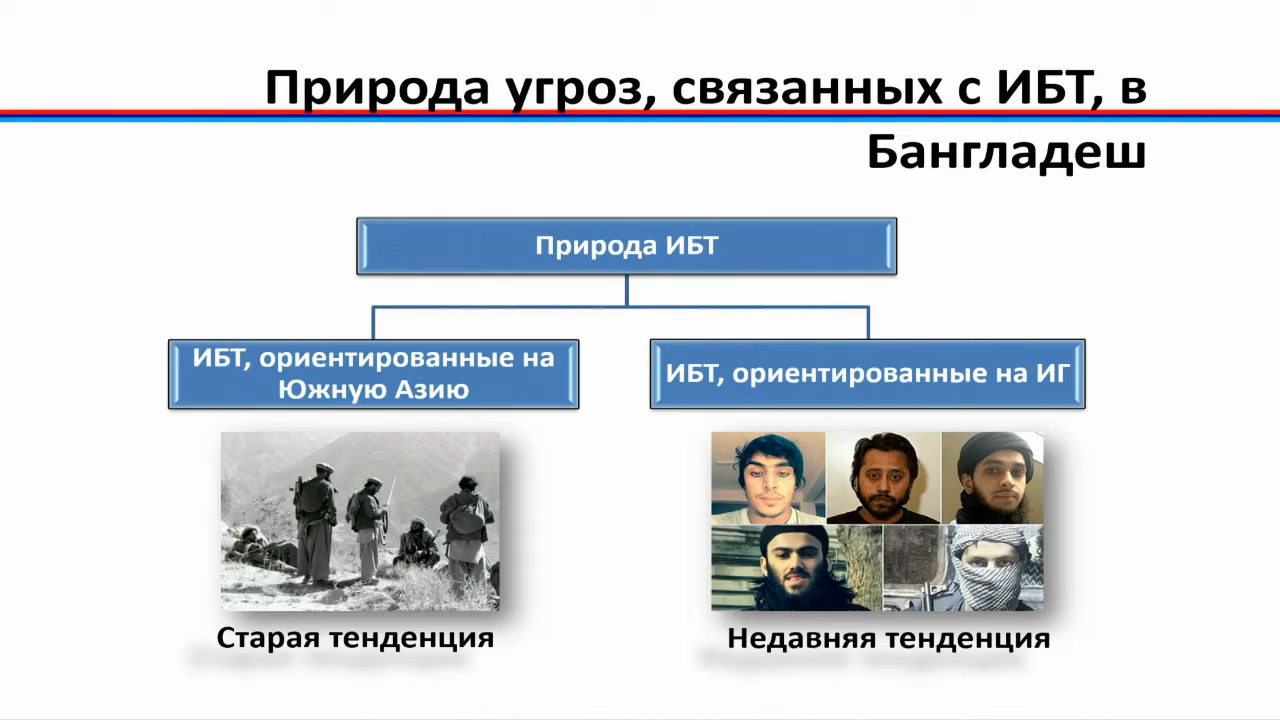 Природа угроз, связанных с ИБТ, в
Бангладеш
Природа ИБТ
ИБТ, ориентированные на
Южную Азию
ИБТ, ориентированные на ИГ
Старая тенденция
Недавняя тенденция